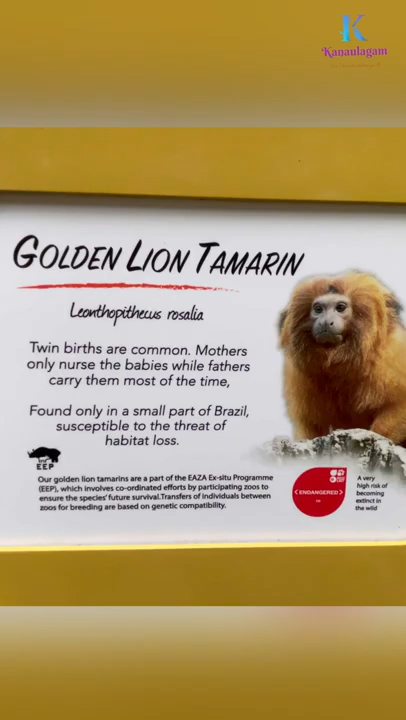 K
Kanavulagam
GOLDEN LION TAMARIN
Leonthopithecus rosalia
Twin births are common. Mothers
only nurse the babies while fathers
carry them most of the time,
Found only in a small part of Brazil,
susceptible to the threat of
habitat loss.
EEP
Our golden lion tamarins are a part of the EAZA Ex-situ Programme
(EEP), which involves co-ordinated efforts by participating zoos to
ensure the species' future survival.Transfers of individuals between
zoos for breeding are based on genetic compatibility.
< ENDANGERED >
A very
high risk of
becoming
extinct in
the wild